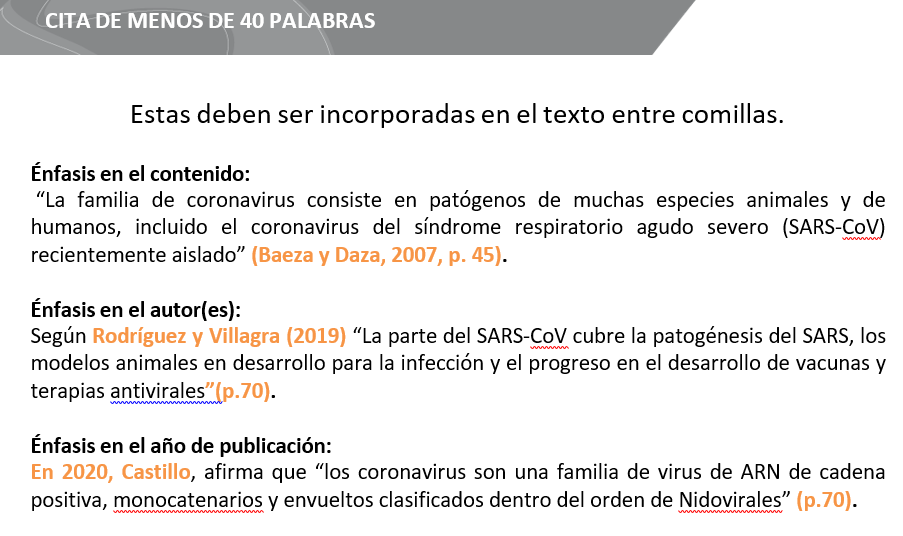 CITA DE MENOS DE 40 PALABRAS
Estas deben ser incorporadas en el texto entre comillas.
Énfasis en el contenido:
“La familia de coronavirus consiste en patógenos de muchas especies animales y de
humanos, incluido el coronavirus del síndrome respiratorio agudo severo (SARS-CoV)
recientemente aislado” (Baeza y Daza, 2007, p. 45).
Énfasis en el autor(es):
Según Rodríguez y Villagra (2019) “La parte del SARS-CoV cubre la patogénesis del SARS, los
modelos animales en desarrollo para la infección y el progreso en el desarrollo de vacunas y
terapias antivirales”(p.70).
Énfasis en el año de publicación:
En 2020, Castillo, afirma que “los coronavirus son una familia de virus de ARN de cadena
positiva, monocatenarios y envueltos clasificados dentro del orden de Nidovirales” (p.70).